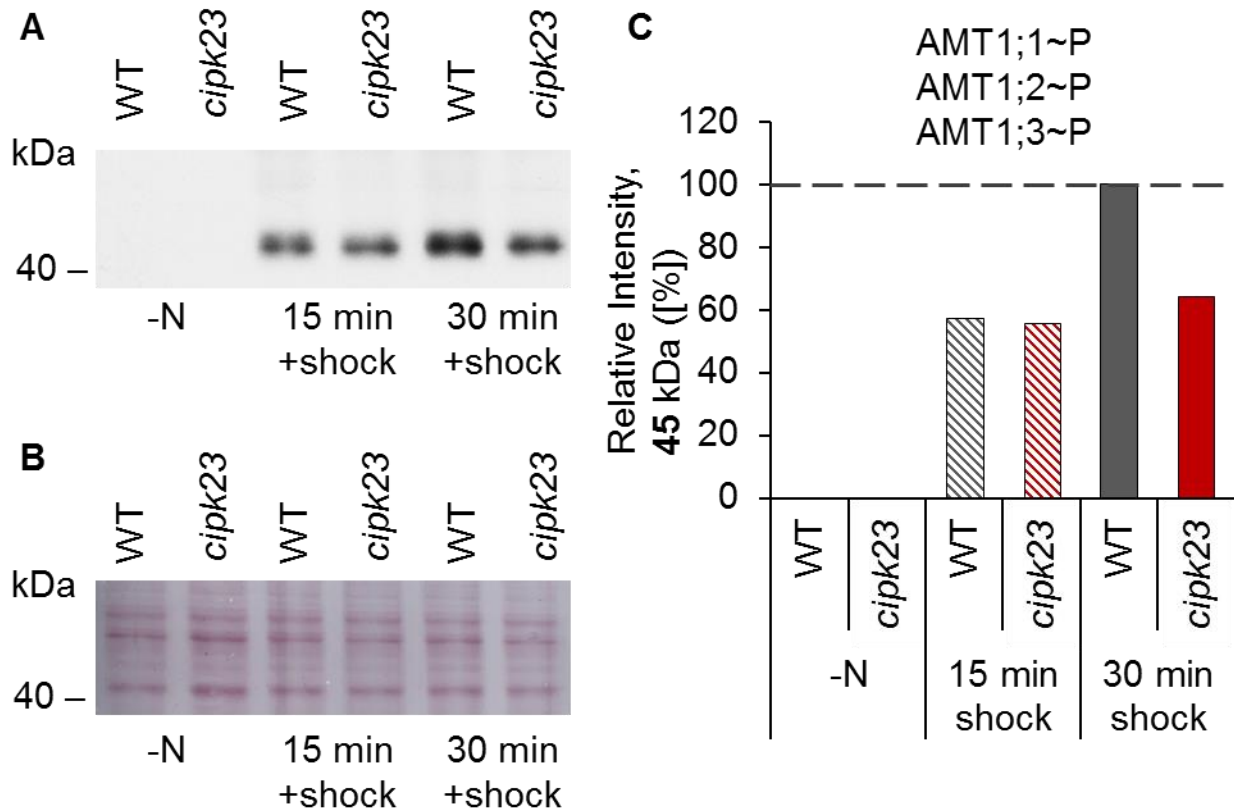 A
WT
cipk23
WT
cipk23
WT
cipk23
kDa
40 –
-N
15 min
+shock
30 min
+shock
B
WT
cipk23
WT
cipk23
WT
cipk23
kDa
40 –
-N
15 min
+shock
30 min
+shock
C
AMT1;1~P
AMT1;2~P
AMT1;3~P
Relative Intensity,
45 kDa ([%])
120
100
80
60
40
20
0
WT
cipk23
WT
cipk23
WT
cipk23
-N
15 min
shock
30 min
shock